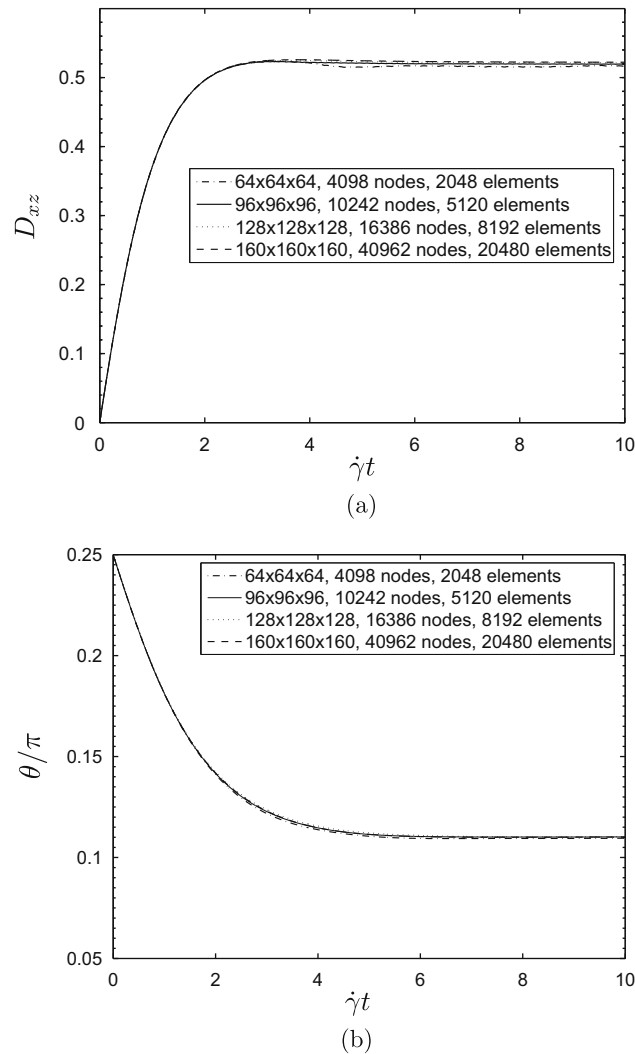 0.5
0.4
0.3
0.2
0.1
0
D_{xz}
64x64x64, 4098 nodes, 2048 elements
96x96x96, 10242 nodes, 5120 elements
128x128x128, 16386 nodes, 8192 elements
160x160x160, 40962 nodes, 20480 elements
0 2 4 6 8 10
γ̇t
(a)
0.25
0.2
0.15
0.1
0.05
θ/π
64x64x64, 4098 nodes, 2048 elements
96x96x96, 10242 nodes, 5120 elements
128x128x128, 16386 nodes, 8192 elements
160x160x160, 40962 nodes, 20480 elements
0 2 4 6 8 10
γ̇t
(b)